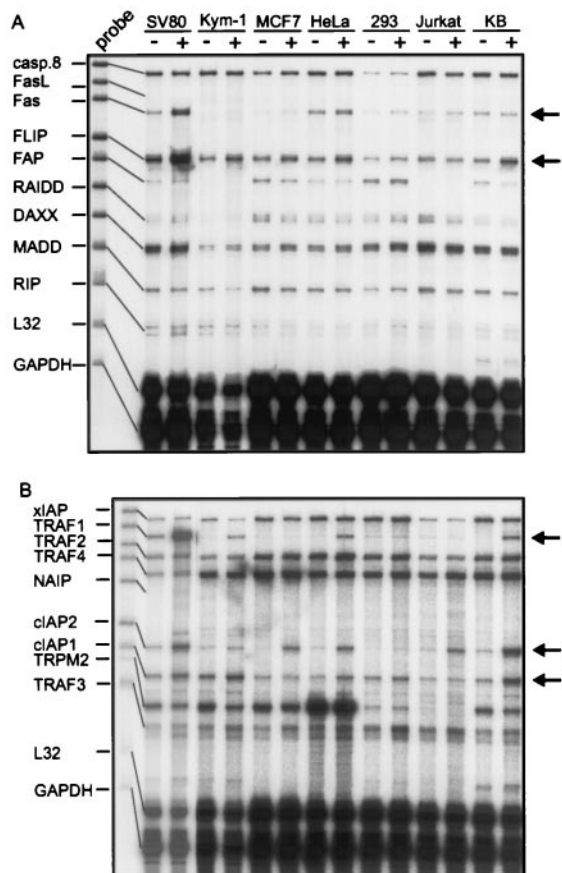 A
probe
SV80 Kym-1 MCF7 HeLa 293 Jurkat KB
- + - + - + - + - + - + - +
casp.8
FasL
Fas
FLIP
FAP
RAIDD
DAXX
MADD
RIP
L32
GAPDH
B
xIAP
TRAF1
TRAF2
TRAF4
NAIP
cIAP2
cIAP1
TRPM2
TRAF3
L32
GAPDH